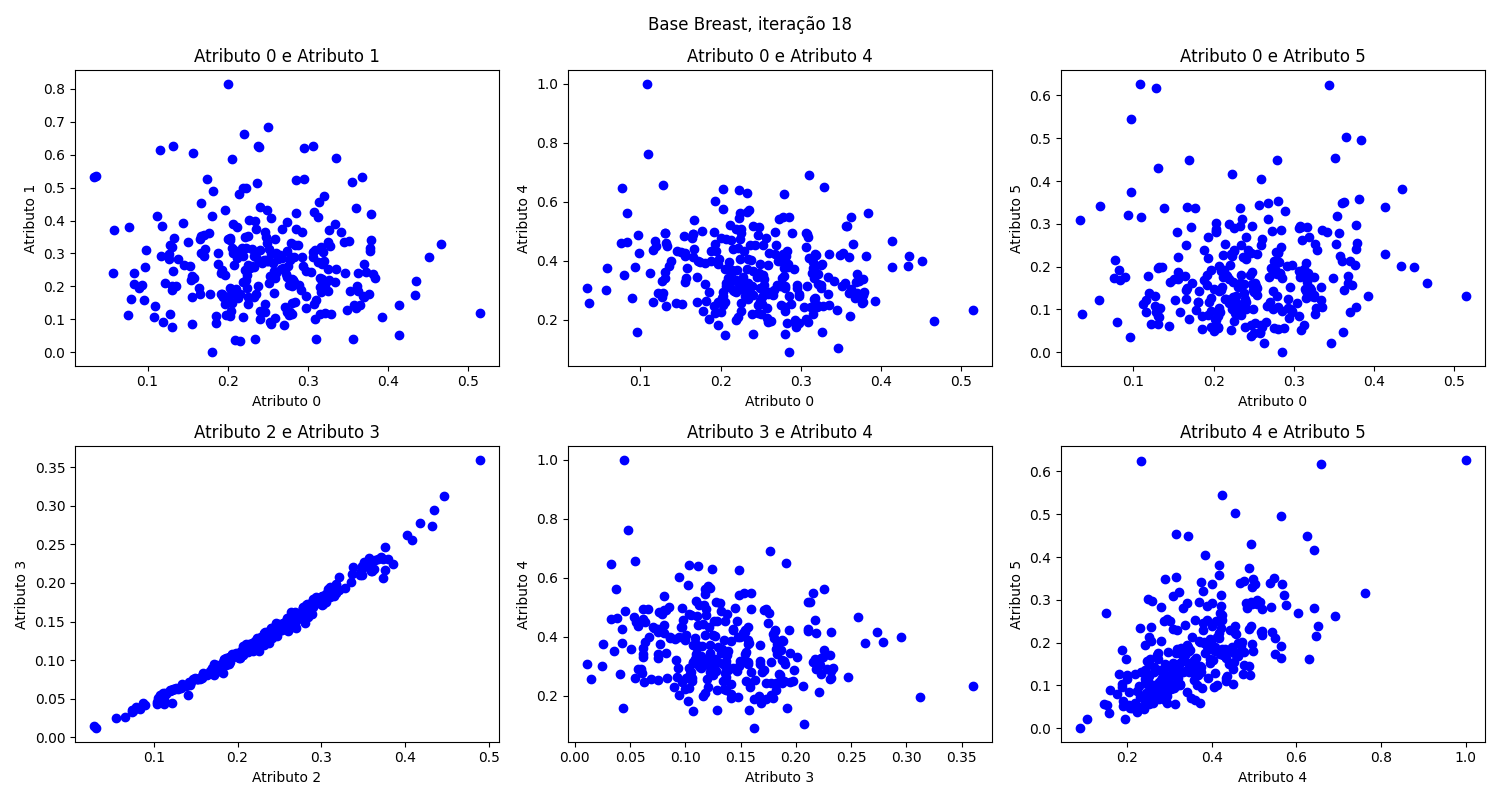 Base Breast, iteração 18
Atributo 0 e Atributo 1
Atributo 1
0.8
0.7
0.6
0.5
0.4
0.3
0.2
0.1
0.0
0.1 0.2 0.3 0.4 0.5
Atributo 0
Atributo 0 e Atributo 4
Atributo 4
1.0
0.8
0.6
0.4
0.2
0.1 0.2 0.3 0.4 0.5
Atributo 0
Atributo 0 e Atributo 5
Atributo 5
0.6
0.5
0.4
0.3
0.2
0.1
0.0
0.1 0.2 0.3 0.4 0.5
Atributo 0
Atributo 2 e Atributo 3
Atributo 3
0.35
0.30
0.25
0.20
0.15
0.10
0.05
0.00
0.1 0.2 0.3 0.4 0.5
Atributo 2
Atributo 3 e Atributo 4
Atributo 4
1.0
0.8
0.6
0.4
0.2
0.00 0.05 0.10 0.15 0.20 0.25 0.30 0.35
Atributo 3
Atributo 4 e Atributo 5
Atributo 5
0.6
0.5
0.4
0.3
0.2
0.1
0.0
0.2 0.4 0.6 0.8 1.0
Atributo 4